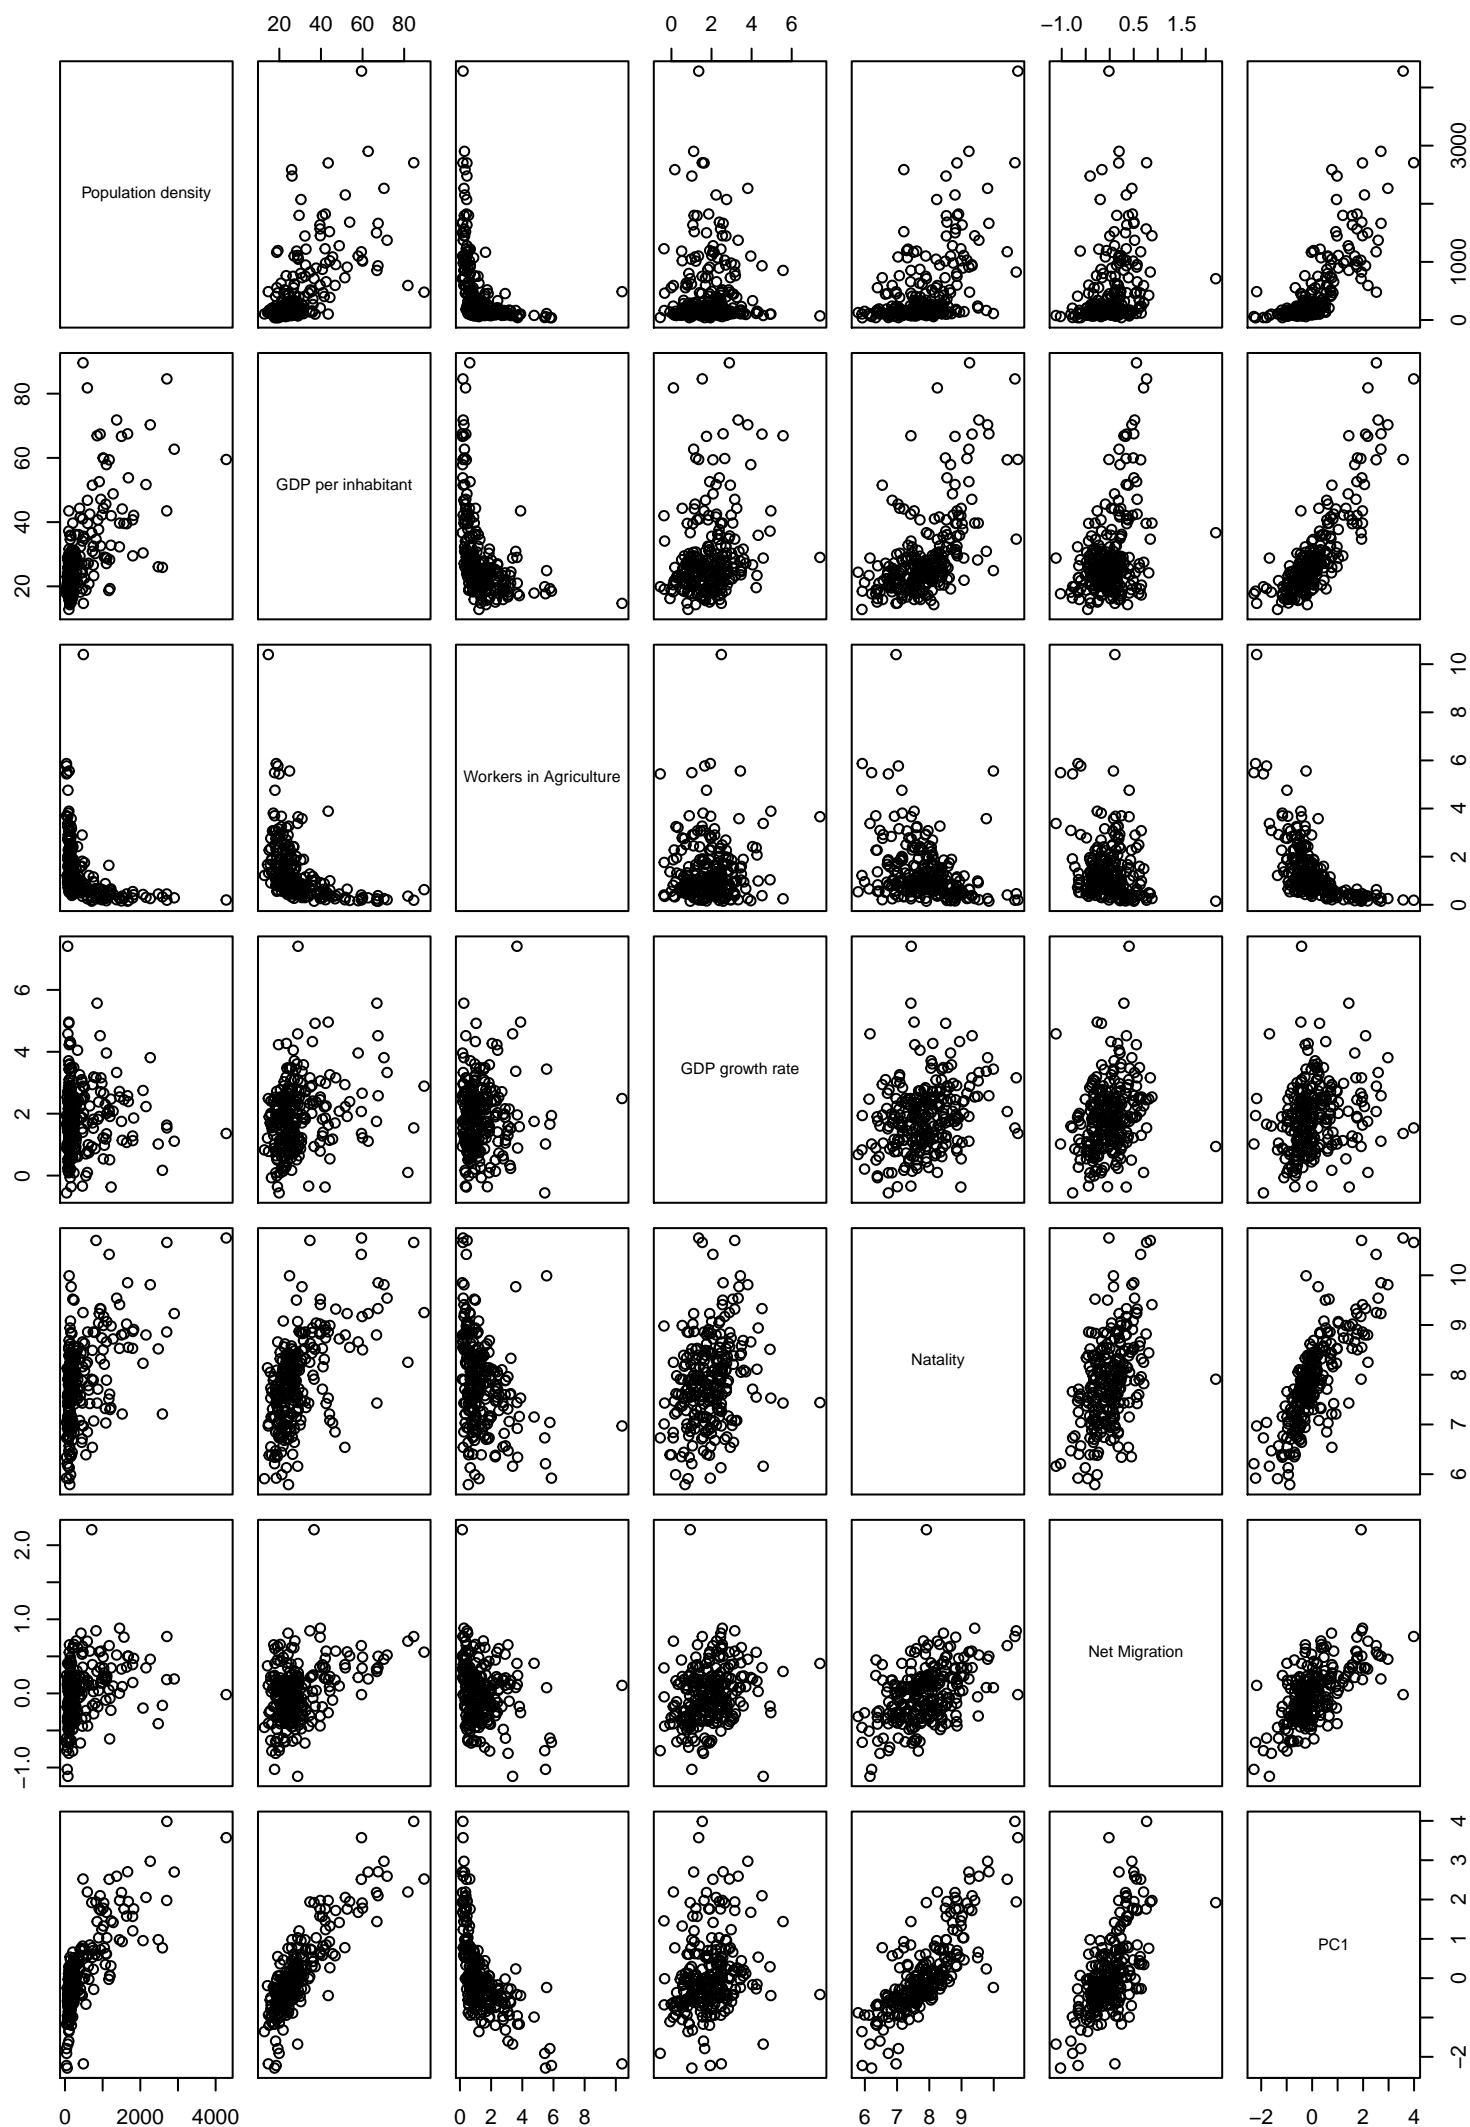 20 40 60 80
0 2 4 6
−1.0 0.5 1.5
Population density
0 1000 3000
20 40 60 80
GDP per inhabitant
Workers in Agriculture
0 2 4 6 8 10
0 2 4 6
GDP growth rate
Natality
6 7 8 9 10
−1.0 0.0 1.0 2.0
Net Migration
PC1
−2 0 1 2 3 4
0 2000 4000
0 2 4 6 8
6 7 8 9
−2 0 2 4